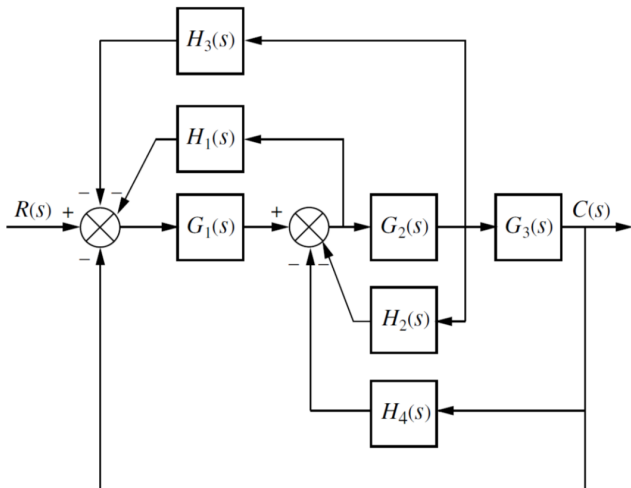 H₃(s)
H₁(s)
− −
R(s) + G₁(s) + G₂(s) G₃(s) C(s)
− − −
H₂(s)
H₄(s)